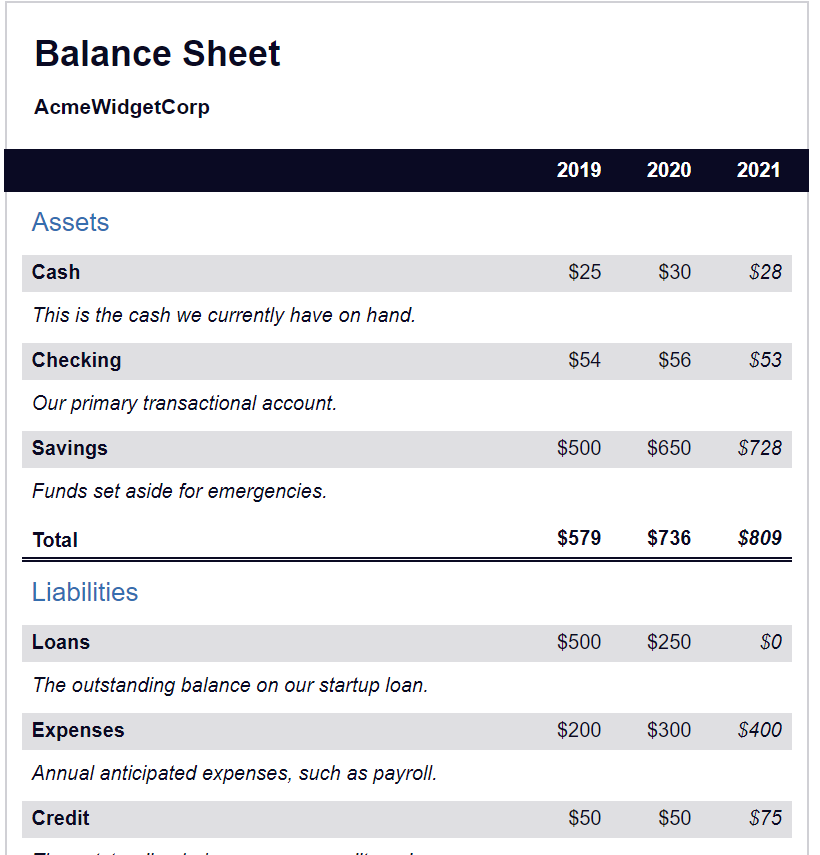 Balance Sheet
AcmeWidgetCorp
2019 2020 2021
Assets
Cash $25 $30 $28
This is the cash we currently have on hand.
Checking $54 $56 $53
Our primary transactional account.
Savings $500 $650 $728
Funds set aside for emergencies.
Total $579 $736 $809
Liabilities
Loans $500 $250 $0
The outstanding balance on our startup loan.
Expenses $200 $300 $400
Annual anticipated expenses, such as payroll.
Credit $50 $50 $75